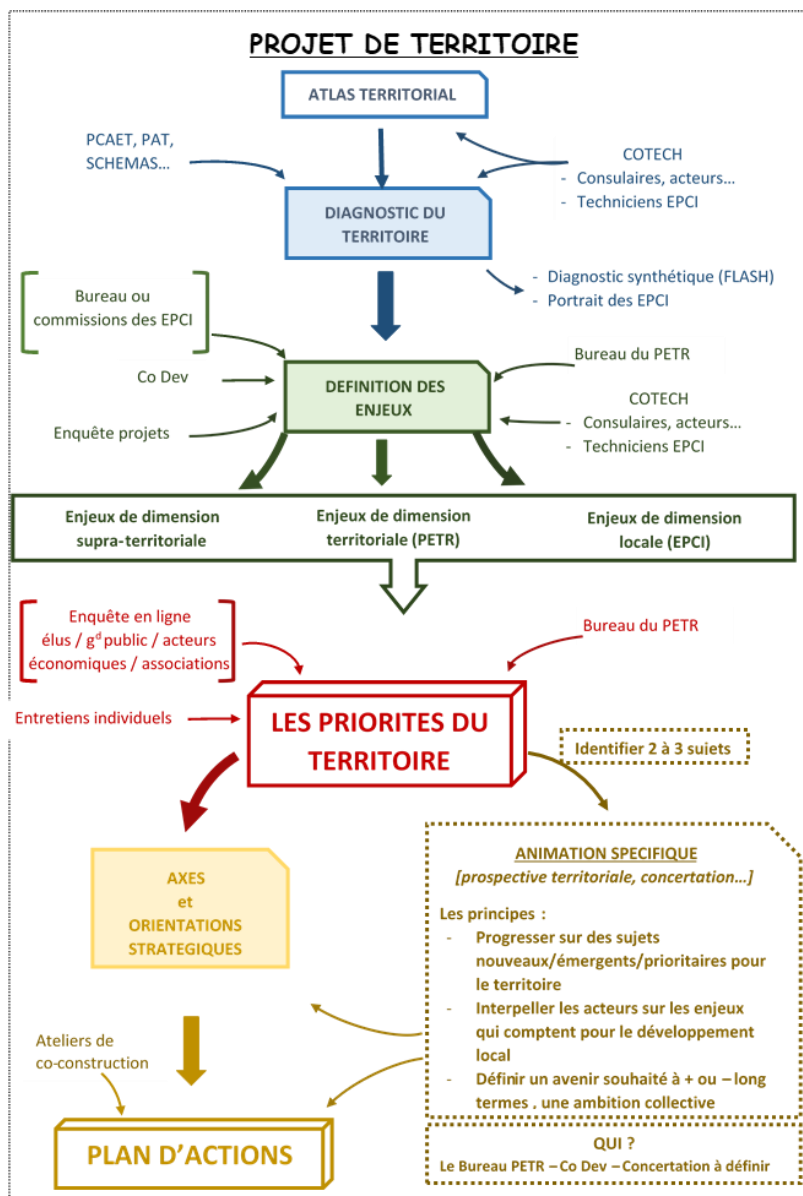 PROJET DE TERRITOIRE
ATLAS TERRITORIAL
PCAET, PAT,
SCHEMAS...
COTECH
- Consulaires, acteurs...
- Techniciens EPCI
DIAGNOSTIC DU
TERRITOIRE
- Diagnostic synthétique (FLASH)
- Portrait des EPCI
Bureau ou
commissions des EPCI
Co Dev
Enquête projets
DEFINITION DES
ENJEUX
Bureau du PETR
COTECH
- Consulaires, acteurs...
- Techniciens EPCI
Enjeux de dimension
supra-territoriale
Enjeux de dimension
territoriale (PETR)
Enjeux de dimension
locale (EPCI)
Enquête en ligne
élus / gᵈ public / acteurs
économiques / associations
Bureau du PETR
Entretiens individuels
LES PRIORITES DU
TERRITOIRE
Identifier 2 à 3 sujets
AXES
et
ORIENTATIONS
STRATEGIQUES
ANIMATION SPECIFIQUE
[prospective territoriale, concertation...]
Les principes :
- Progresser sur des sujets
nouveaux/émergents/prioritaires pour
le territoire
- Interpeller les acteurs sur les enjeux
qui comptent pour le développement
local
- Définir un avenir souhaité à + ou – long
termes , une ambition collective
Ateliers de
co-construction
PLAN D'ACTIONS
QUI ?
Le Bureau PETR – Co Dev – Concertation à définir